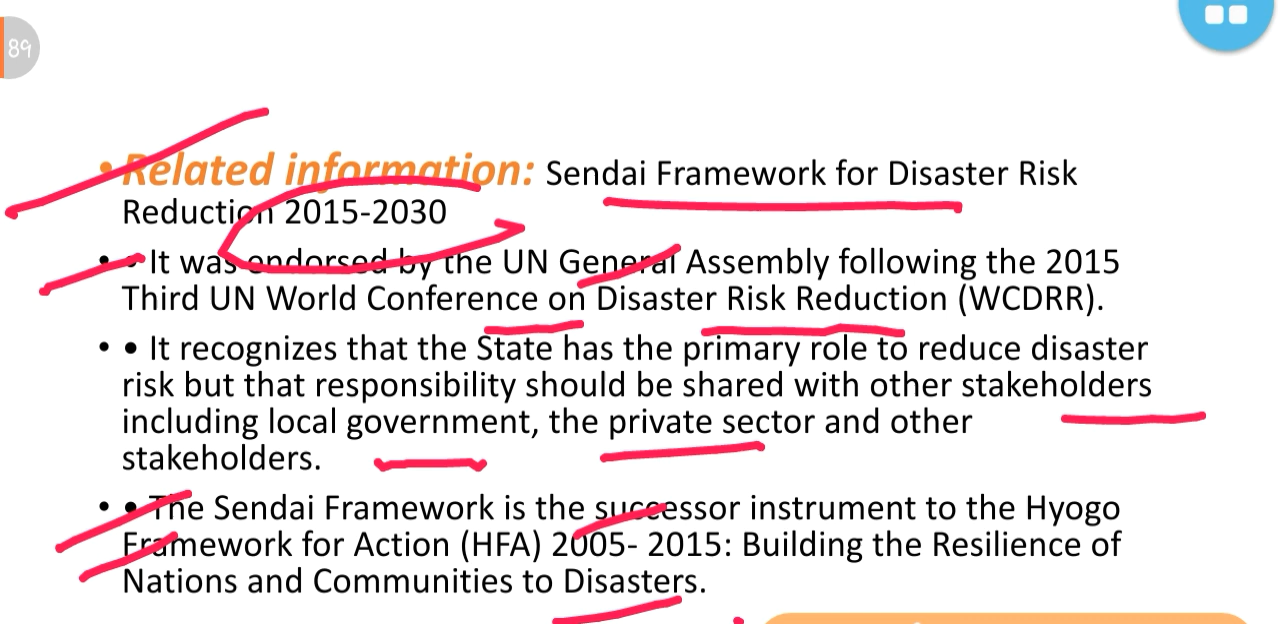 89
• Related information: Sendai Framework for Disaster Risk
Reduction 2015-2030
• • It was endorsed by the UN General Assembly following the 2015
Third UN World Conference on Disaster Risk Reduction (WCDRR).
• • It recognizes that the State has the primary role to reduce disaster
risk but that responsibility should be shared with other stakeholders
including local government, the private sector and other
stakeholders.
• • The Sendai Framework is the successor instrument to the Hyogo
Framework for Action (HFA) 2005- 2015: Building the Resilience of
Nations and Communities to Disasters.